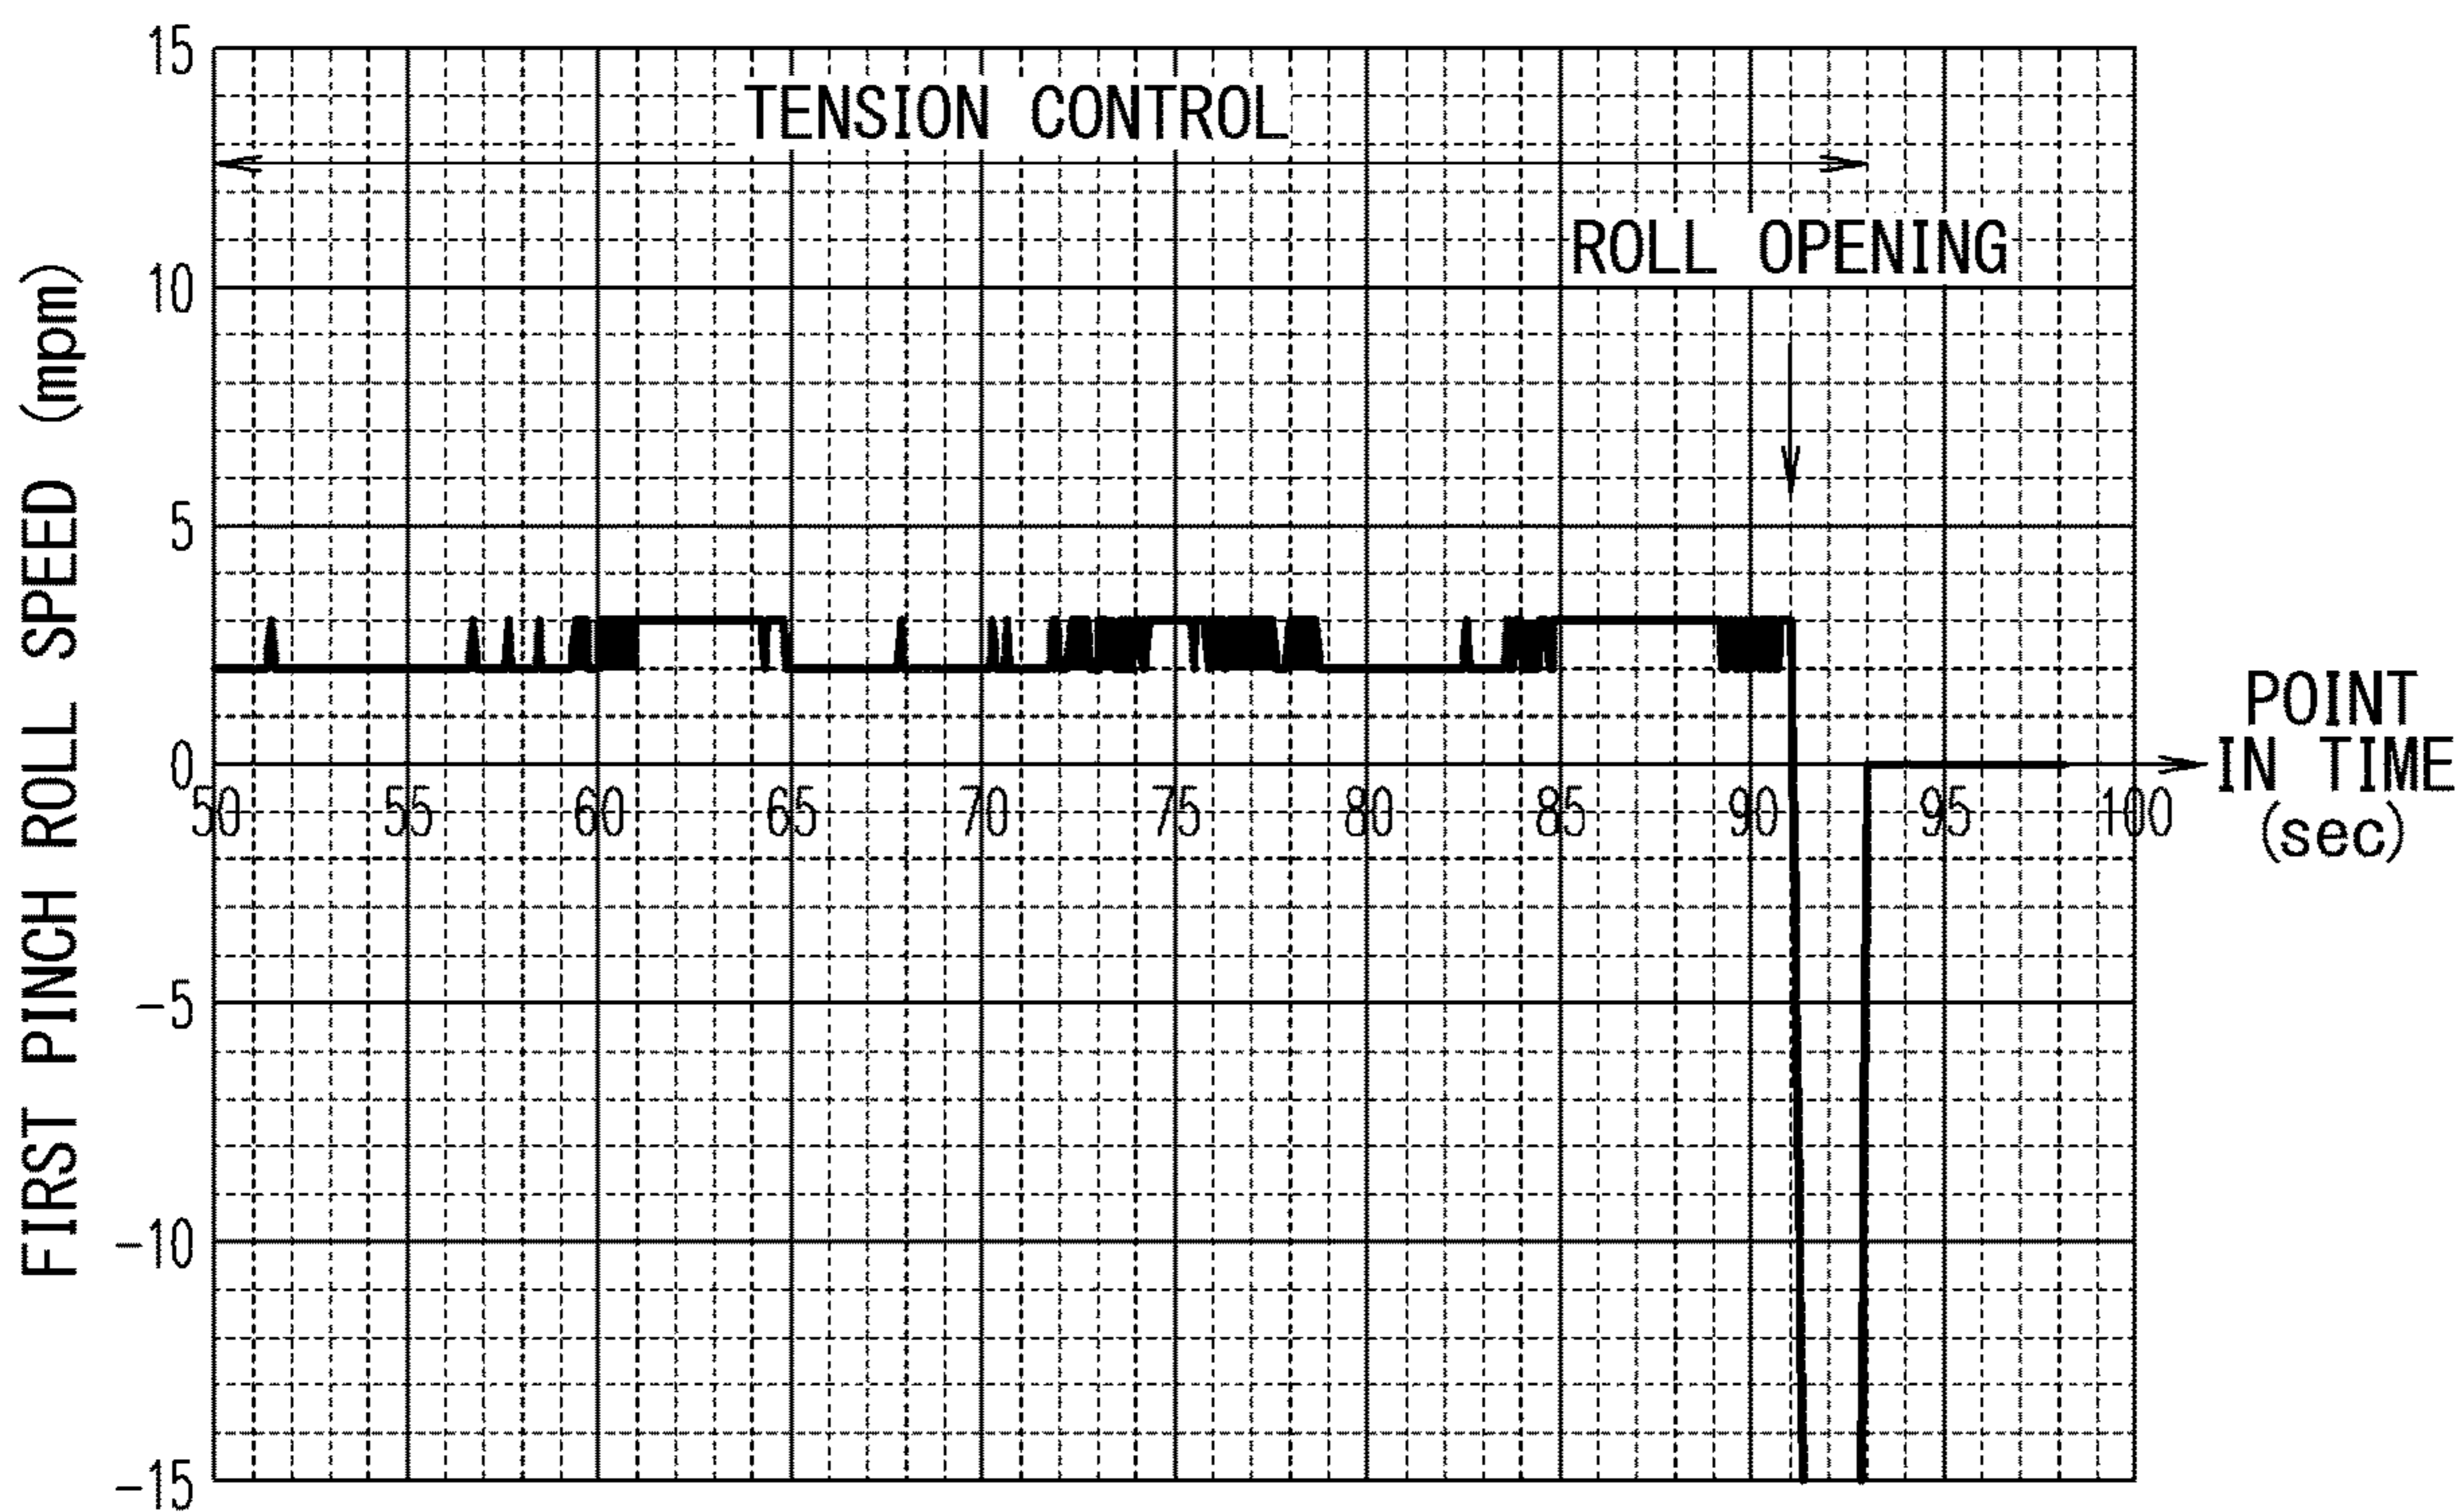 FIRST PINCH ROLL SPEED (mpm)
15
10
5
0
-5
-10
-15
TENSION CONTROL
ROLL OPENING
50 55 60 65 70 75 80 85 90 95 100
POINT
IN TIME
(sec)